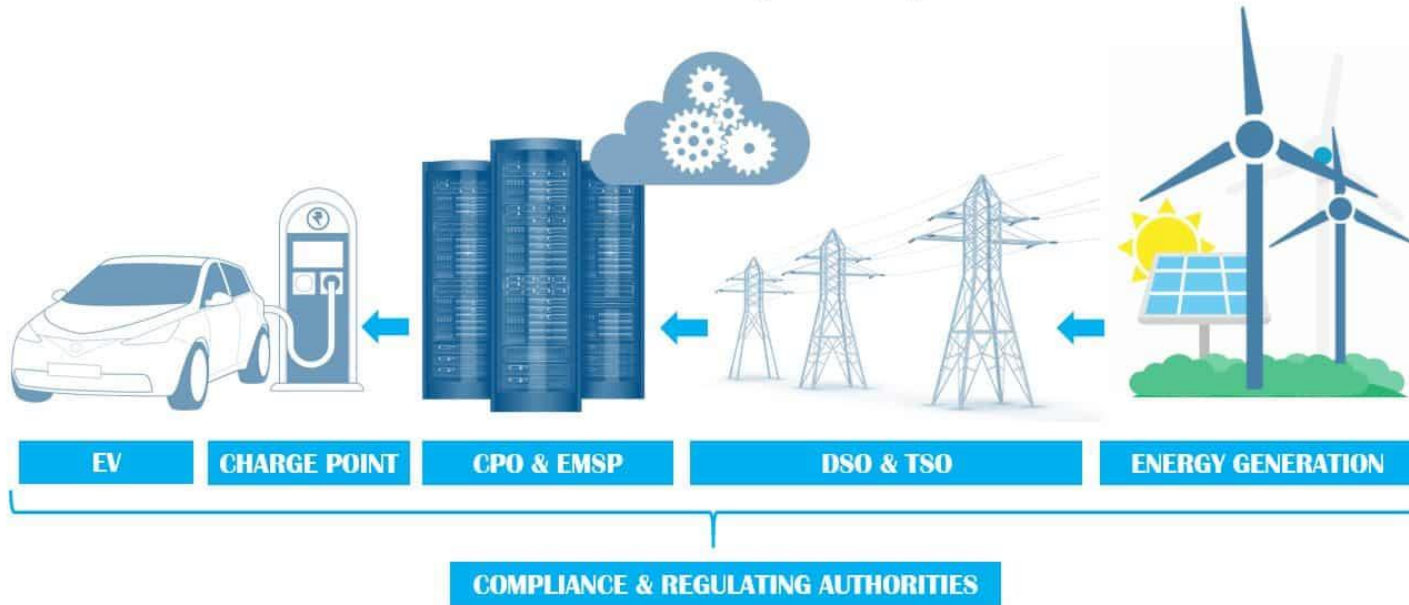 ₹
EV
CHARGE POINT
CPO & EMSP
DSO & TSO
ENERGY GENERATION
COMPLIANCE & REGULATING AUTHORITIES